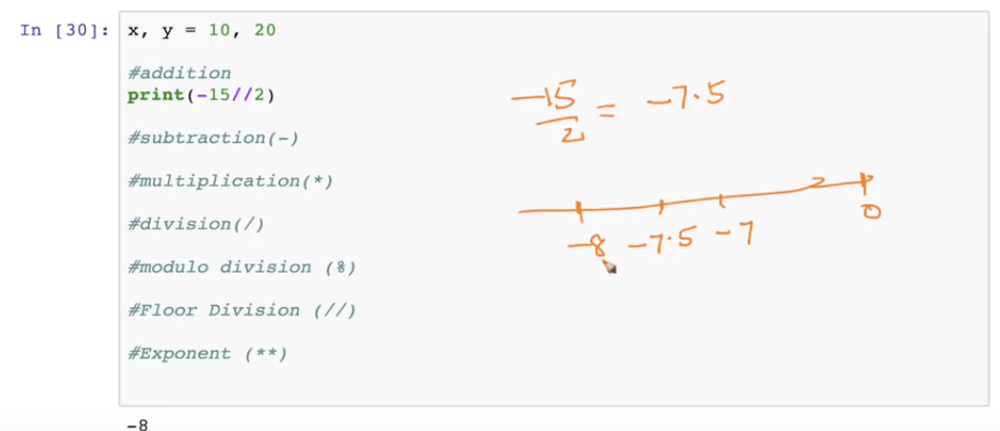 In [30]: x, y = 10, 20
#addition
print(-15//2)
#subtraction(-)
#multiplication(*)
#division(/)
#modulo division (%)
#Floor Division (//)
#Exponent (**)
-15
2
= -7.5
-8 -7.5 -7 0
-8